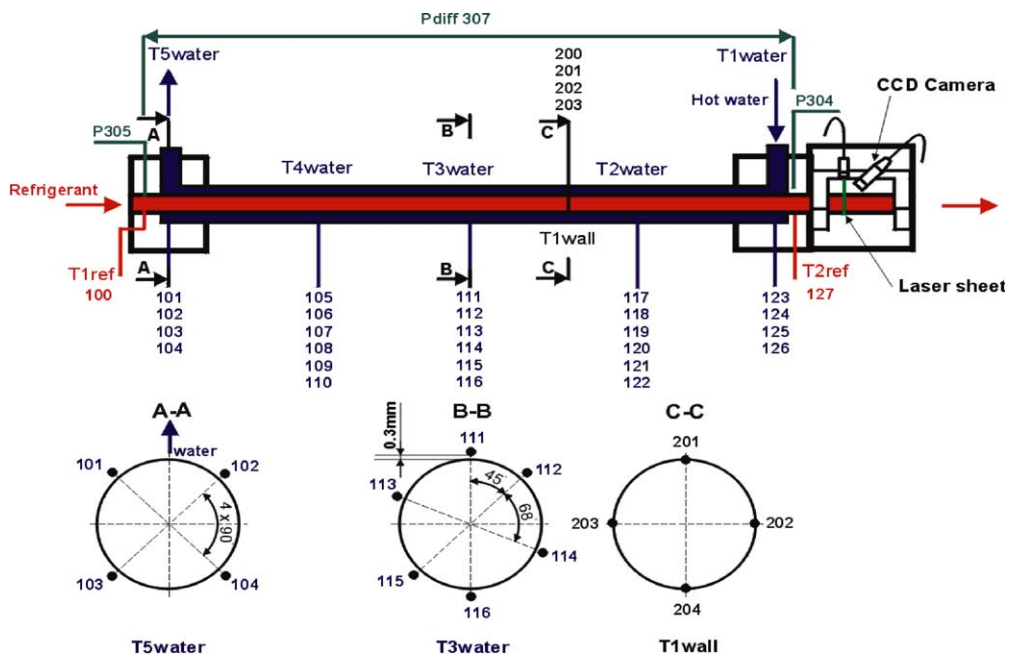 Pdiff 307
T5water
200
201
202
203
T1water
CCD Camera
Hot water
P304
P305
A
B
C
T4water
T3water
T2water
Refrigerant
T1wall
T1ref
100
A
B
C
T2ref
127
Laser sheet
101
102
103
104
105
106
107
108
109
110
111
112
113
114
115
116
117
118
119
120
121
122
123
124
125
126
A-A
B-B
C-C
water
101
102
4 x 90
103
104
0.3mm
111
112
113
45°
68
114
115
116
201
203
202
204
T5water
T3water
T1wall